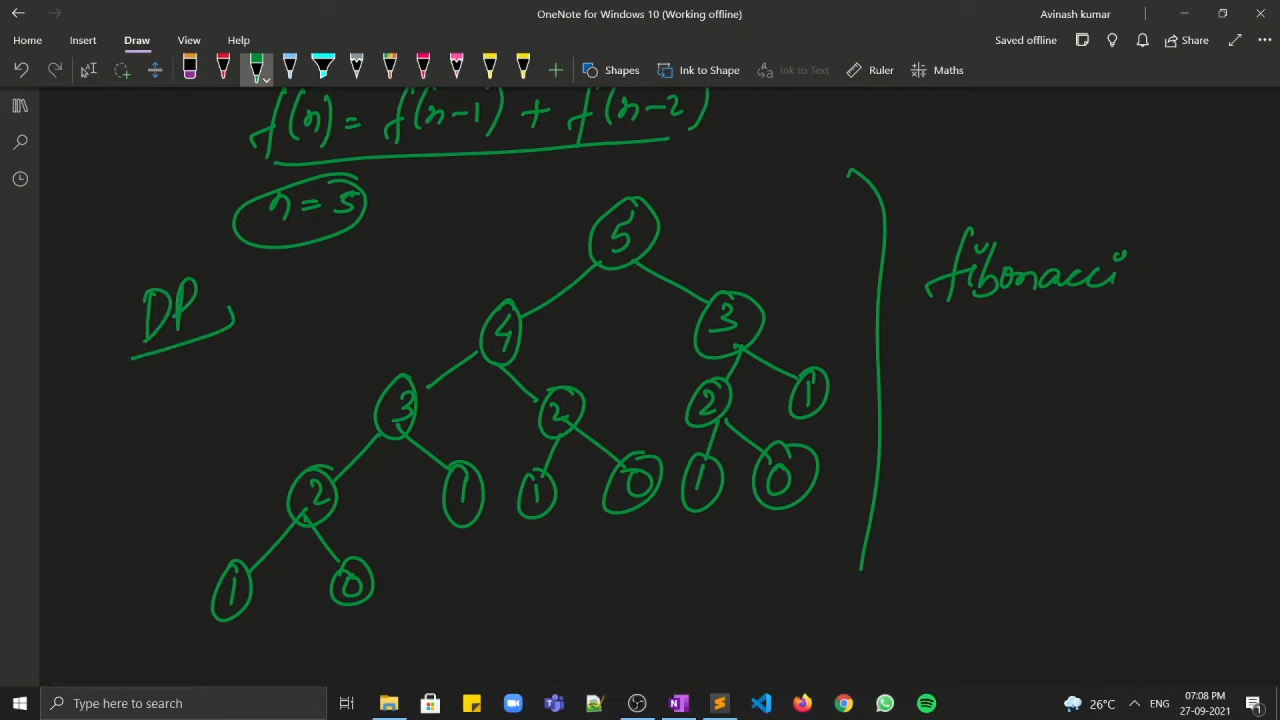 OneNote for Windows 10 (Working offline)
Avinash kumar
Home Insert Draw View Help
Saved offline
Share
Shapes
Ink to Shape
Ink to Text
Ruler
Maths
f(n) = f(n-1) + f(n-2)
n = 5
5
DP
fibonacci
4 3
3 2 2 1
2 1 1 0 1 0
1 0
Type here to search
26°C
ENG
07:08 PM
27-09-2021